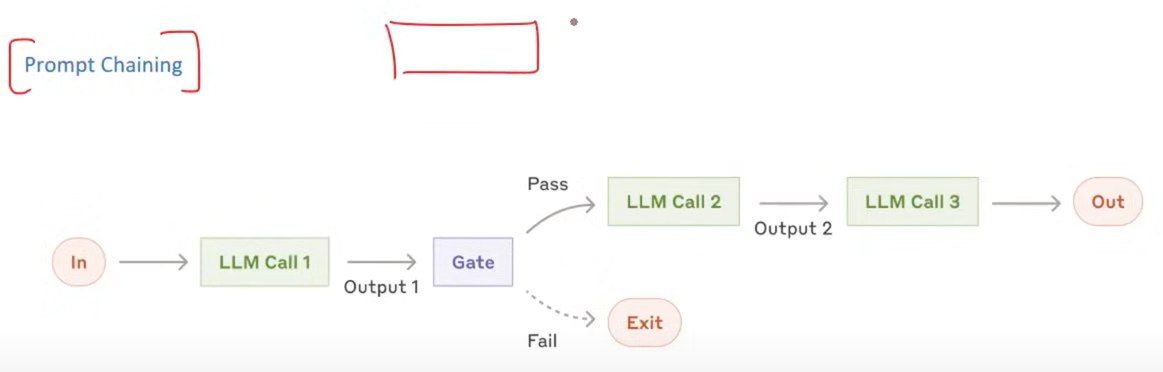 Prompt Chaining
Pass
LLM Call 2
Output 2
LLM Call 3
Out
In
LLM Call 1
Output 1
Gate
Fail
Exit